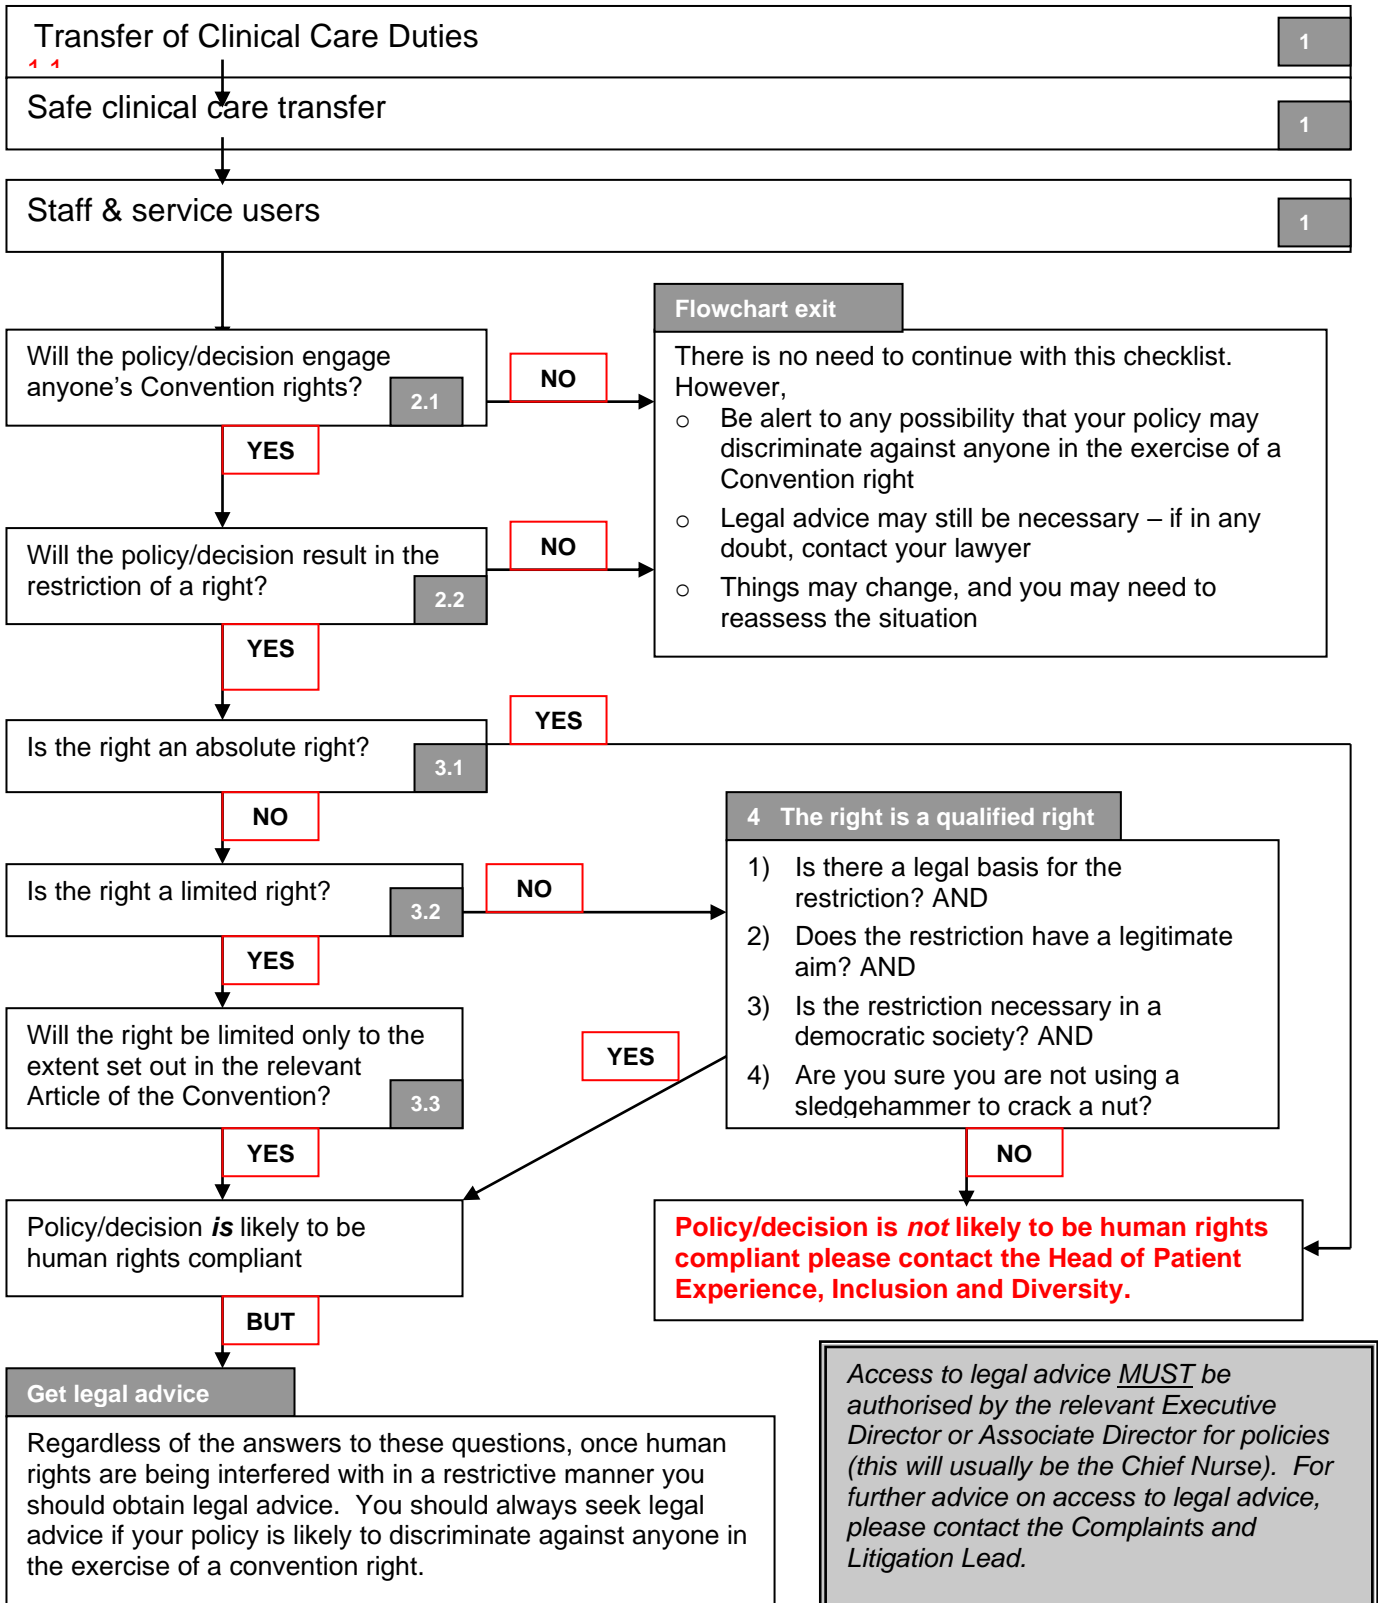 Transfer of Clinical Care Duties
1
Safe clinical care transfer
1
Staff & service users
1
Will the policy/decision engage
anyone's Convention rights?
2.1
NO
YES
Flowchart exit
There is no need to continue with this checklist.
However,
o Be alert to any possibility that your policy may
discriminate against anyone in the exercise of a
Convention right
o Legal advice may still be necessary – if in any
doubt, contact your lawyer
o Things may change, and you may need to
reassess the situation
Will the policy/decision result in the
restriction of a right?
2.2
NO
YES
Is the right an absolute right?
3.1
YES
NO
Is the right a limited right?
3.2
NO
YES
4 The right is a qualified right
1) Is there a legal basis for the
restriction? AND
2) Does the restriction have a legitimate
aim? AND
3) Is the restriction necessary in a
democratic society? AND
4) Are you sure you are not using a
sledgehammer to crack a nut?
YES
NO
Will the right be limited only to the
extent set out in the relevant
Article of the Convention?
3.3
YES
Policy/decision is likely to be
human rights compliant
Policy/decision is not likely to be human rights
compliant please contact the Head of Patient
Experience, Inclusion and Diversity.
BUT
Get legal advice
Regardless of the answers to these questions, once human
rights are being interfered with in a restrictive manner you
should obtain legal advice. You should always seek legal
advice if your policy is likely to discriminate against anyone in
the exercise of a convention right.
Access to legal advice MUST be
authorised by the relevant Executive
Director or Associate Director for policies
(this will usually be the Chief Nurse). For
further advice on access to legal advice,
please contact the Complaints and
Litigation Lead.